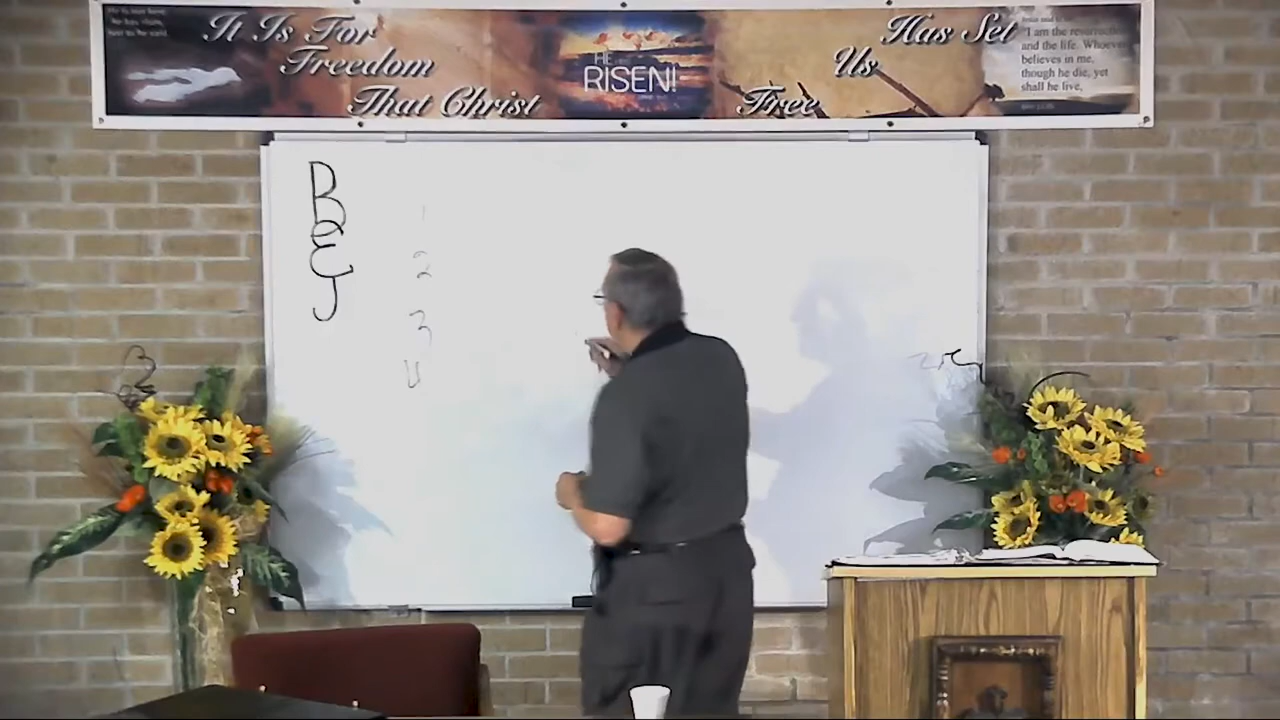 It Is For
Freedom
That Christ
HE
RISEN!
Has Set
Us
Free
"I am the resurrection
and the life. Whoever
believes in me,
though he die, yet
shall he live,
B
E
J
1
2
3
4